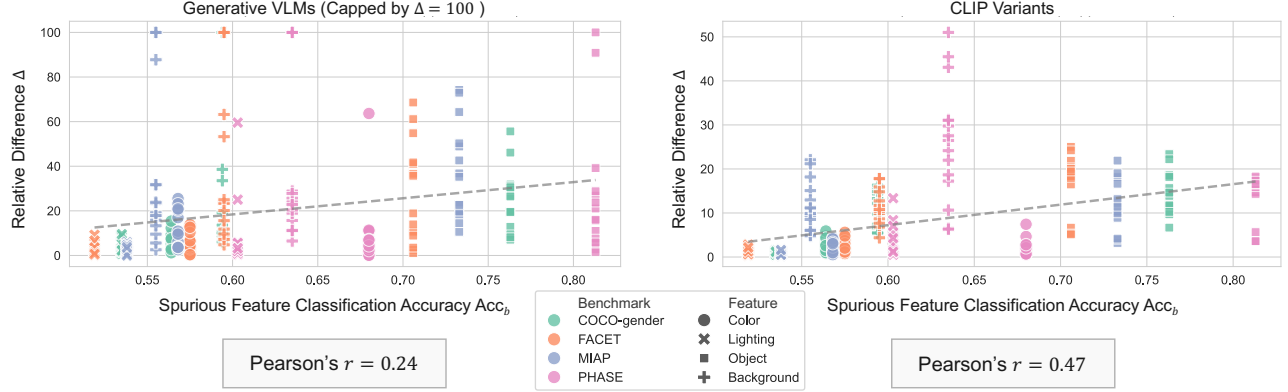 Generative VLMs (Capped by Δ = 100 )
CLIP Variants
Relative Difference Δ
100
80
60
40
20
0
0.55
0.60
0.65
0.70
0.75
0.80
Spurious Feature Classification Accuracy Acc_b
Relative Difference Δ
50
40
30
20
10
0
0.55
0.60
0.65
0.70
0.75
0.80
Spurious Feature Classification Accuracy Acc_b
Benchmark
COCO-gender
FACET
MIAP
PHASE
Feature
Color
Lighting
Object
Background
Pearson's r = 0.24
Pearson's r = 0.47